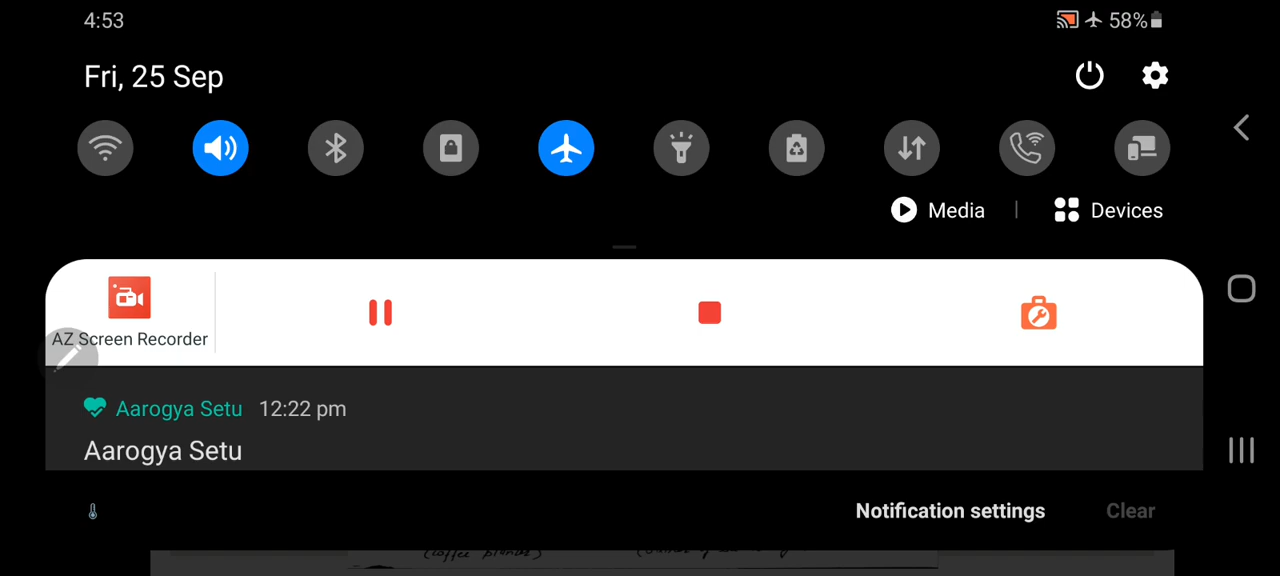 4:53 58%
Fri, 25 Sep
Media | Devices
AZ Screen Recorder
Aarogya Setu 12:22 pm
Aarogya Setu
Notification settings Clear
(coffee